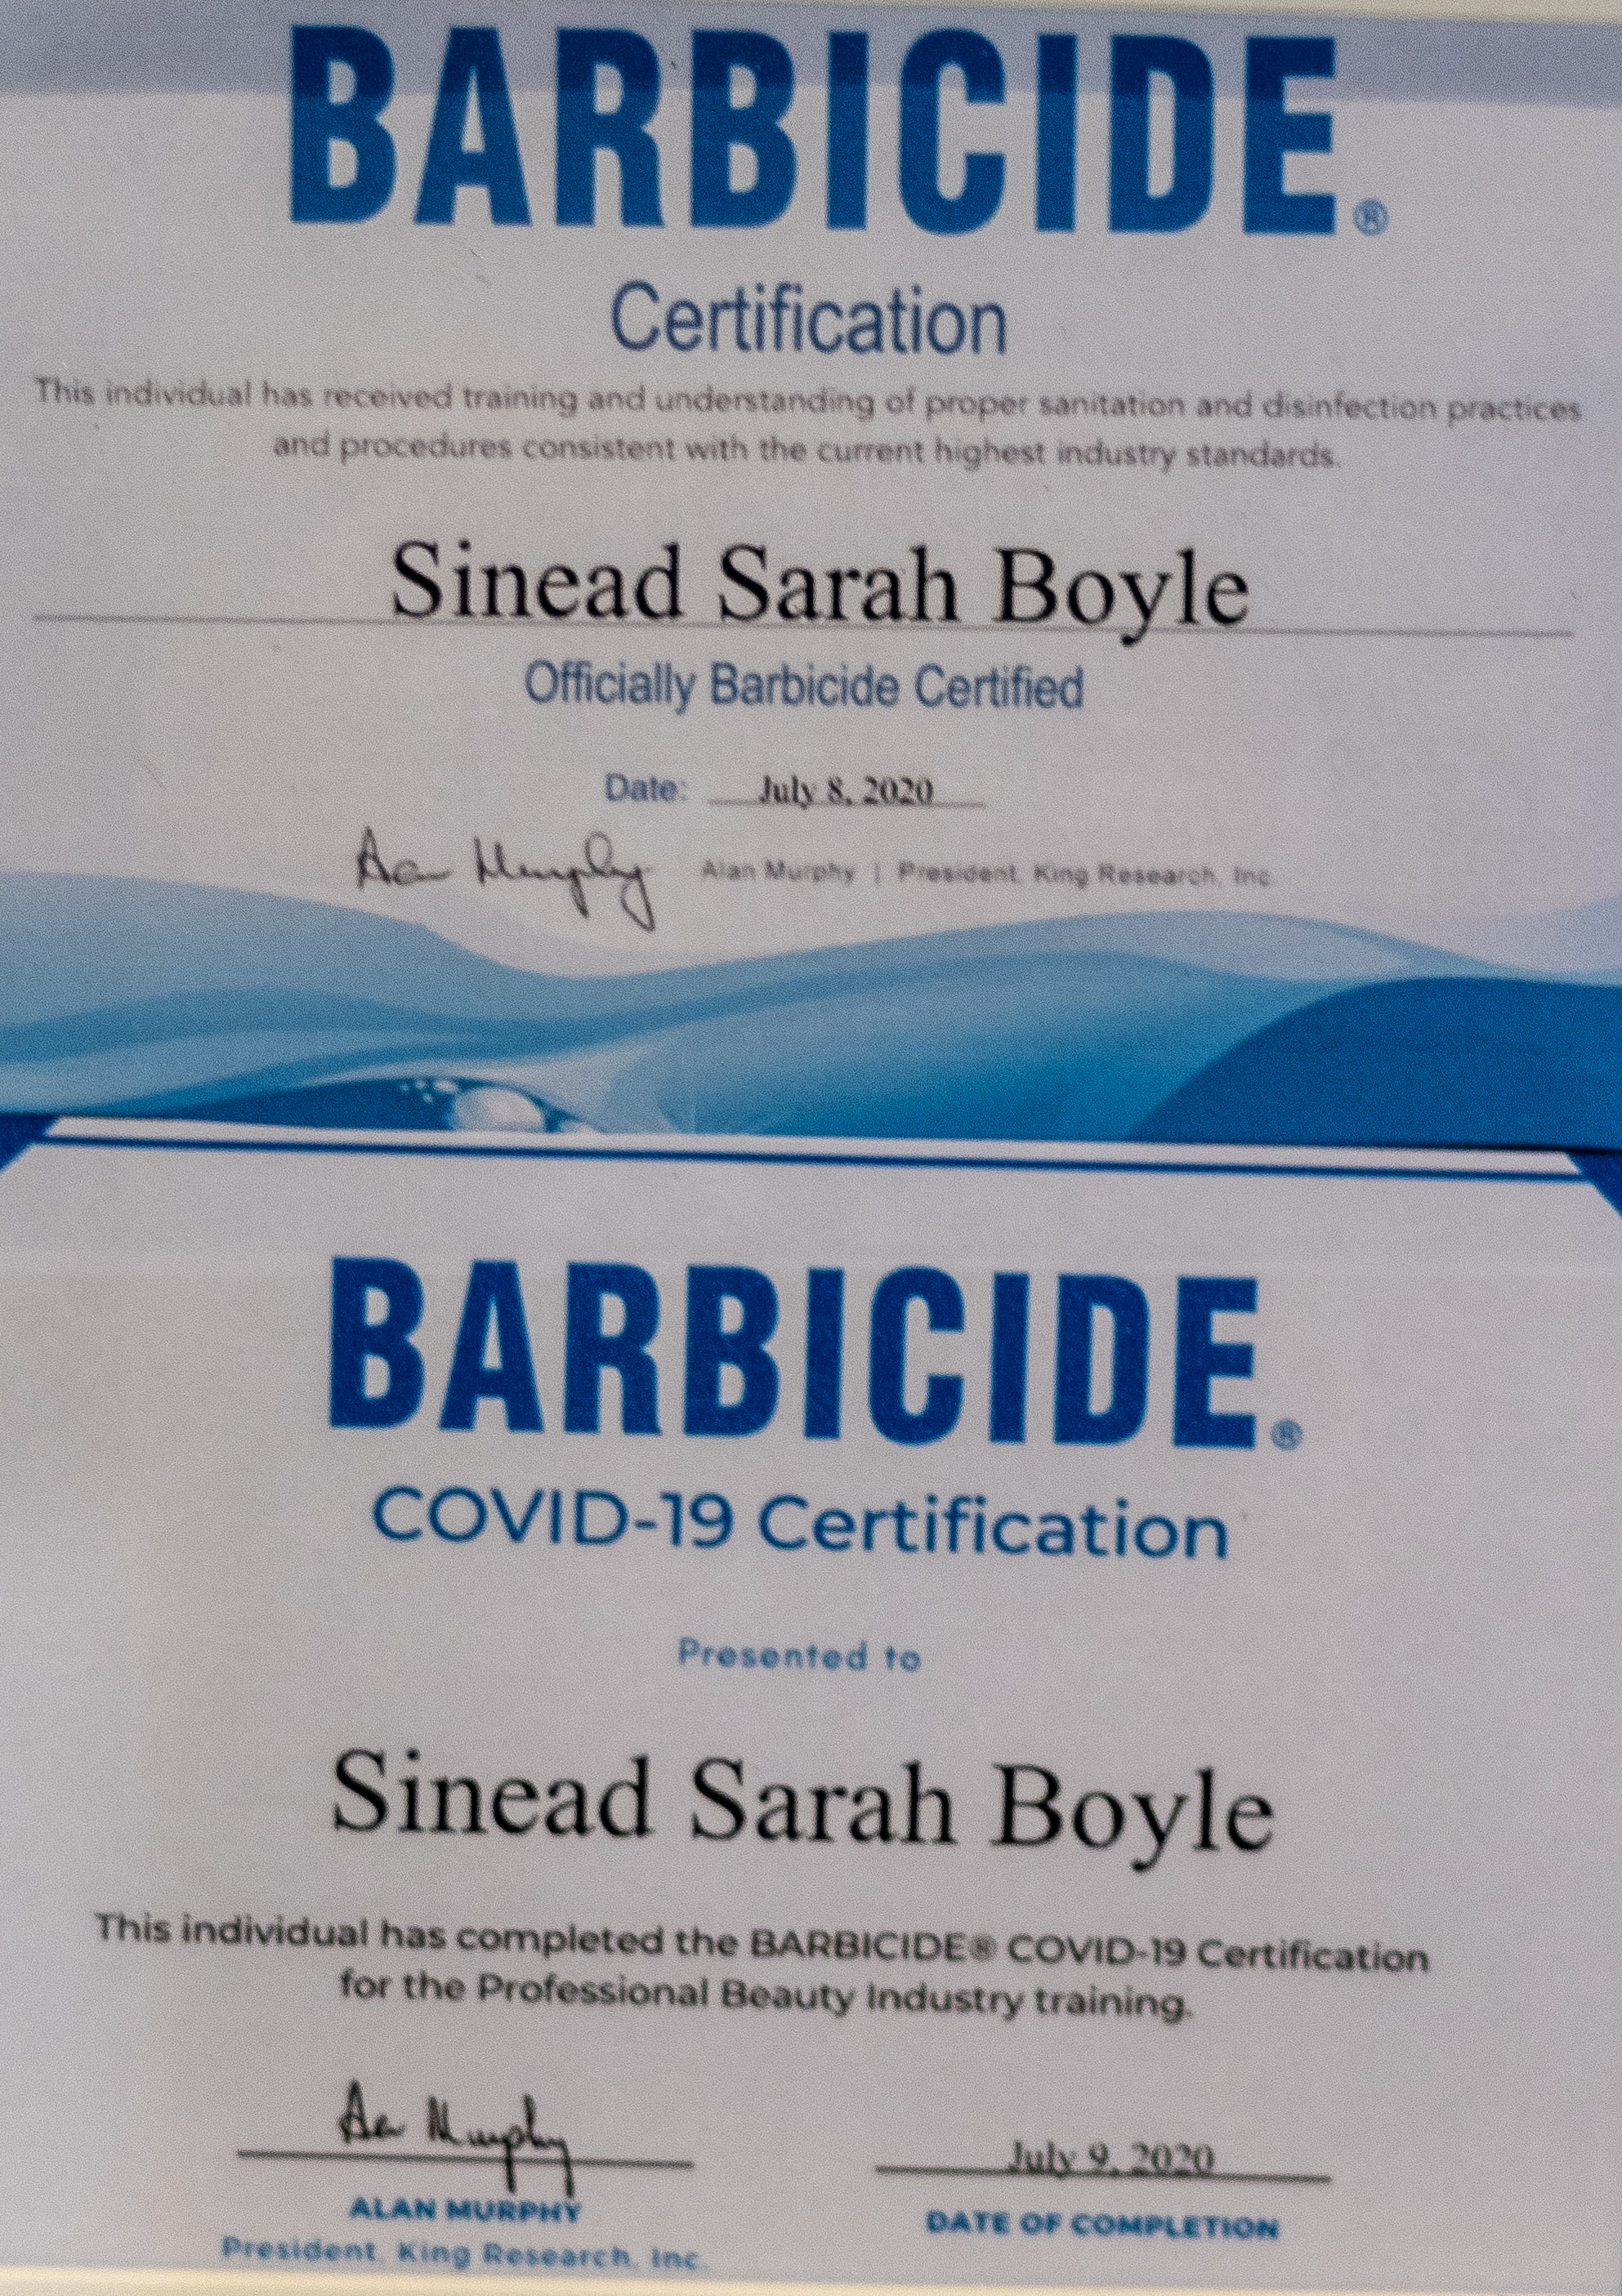 BARBICIDE®
Certification
This individual has received training and understanding of proper sanitation and disinfection practices
and procedures consistent with the current highest industry standards.
Sinead Sarah Boyle
Officially Barbicide Certified
Date: July 8, 2020
Alan Murphy Alan Murphy | President, King Research, Inc
BARBICIDE®
COVID-19 Certification
Presented to
Sinead Sarah Boyle
This individual has completed the BARBICIDE® COVID-19 Certification
for the Professional Beauty Industry training.
Alan Murphy July 9, 2020
ALAN MURPHY DATE OF COMPLETION
President, King Research, Inc.